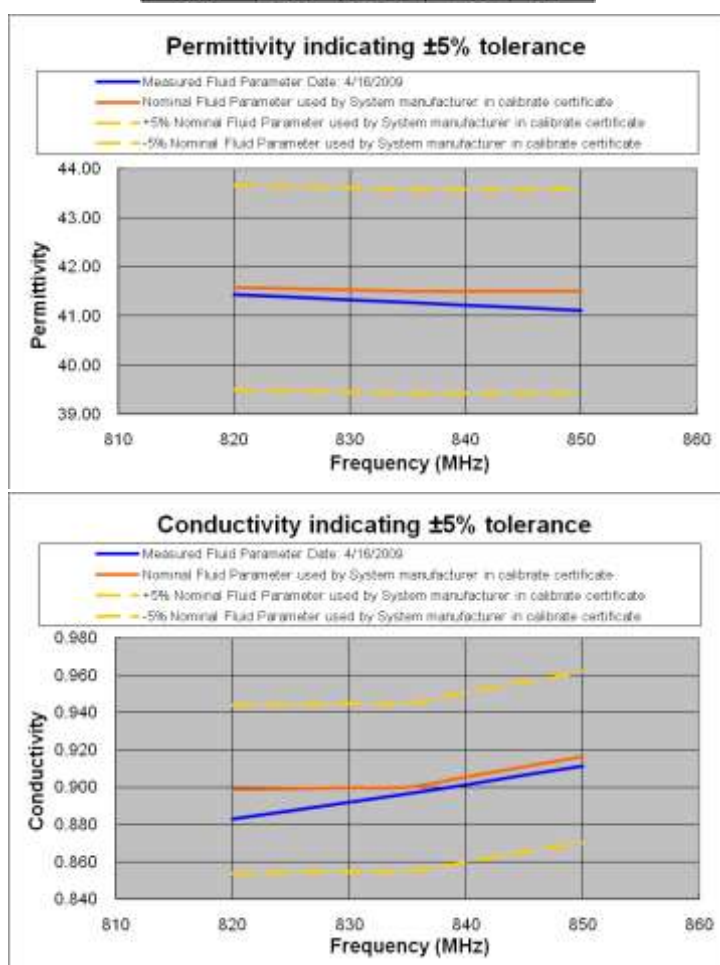 Permittivity indicating ±5% tolerance
Measured Fluid Parameter Date: 4/16/2009
Nominal Fluid Parameter used by System manufacturer in calibrate certificate
+5% Nominal Fluid Parameter used by System manufacturer in calibrate certificate
-5% Nominal Fluid Parameter used by System manufacturer in calibrate certificate
44.00
43.00
42.00
41.00
40.00
39.00
Permittivity
810 820 830 840 850 860
Frequency (MHz)
Conductivity indicating ±5% tolerance
Measured Fluid Parameter Date: 4/16/2009
Nominal Fluid Parameter used by System manufacturer in calibrate certificate
+5% Nominal Fluid Parameter used by System manufacturer in calibrate certificate
-5% Nominal Fluid Parameter used by System manufacturer in calibrate certificate
0.980
0.960
0.940
0.920
0.900
0.880
0.860
0.840
Conductivity
810 820 830 840 850 860
Frequency (MHz)